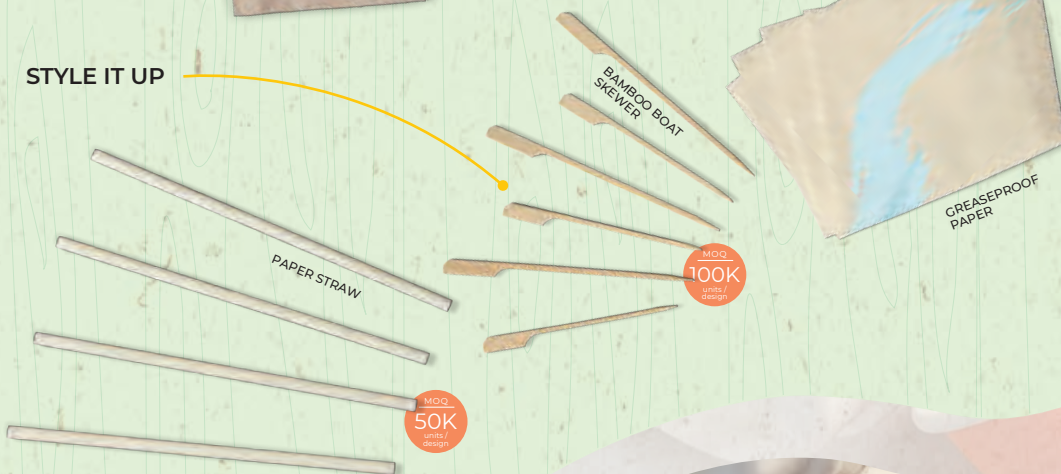 STYLE IT UP
BAMBOO BOAT
SKEWER
GREASEPROOF
PAPER
MOQ
100K
units /
design
PAPER STRAW
MOQ
50K
units /
design